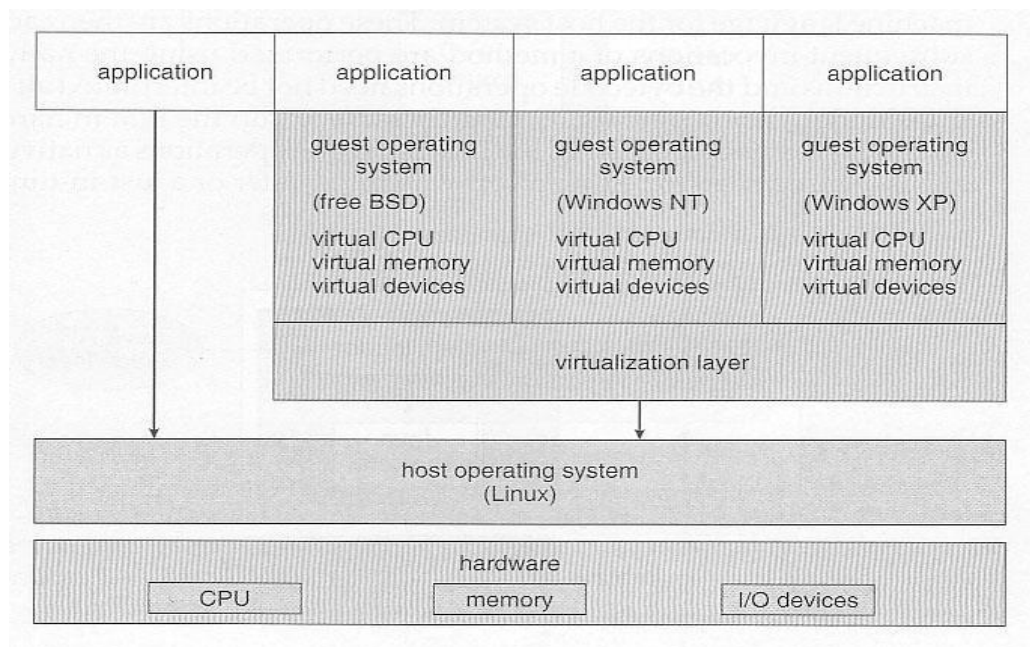 application
application
application
application
guest operating
system
(free BSD)
virtual CPU
virtual memory
virtual devices
guest operating
system
(Windows NT)
virtual CPU
virtual memory
virtual devices
guest operating
system
(Windows XP)
virtual CPU
virtual memory
virtual devices
virtualization layer
host operating system
(Linux)
hardware
CPU
memory
I/O devices